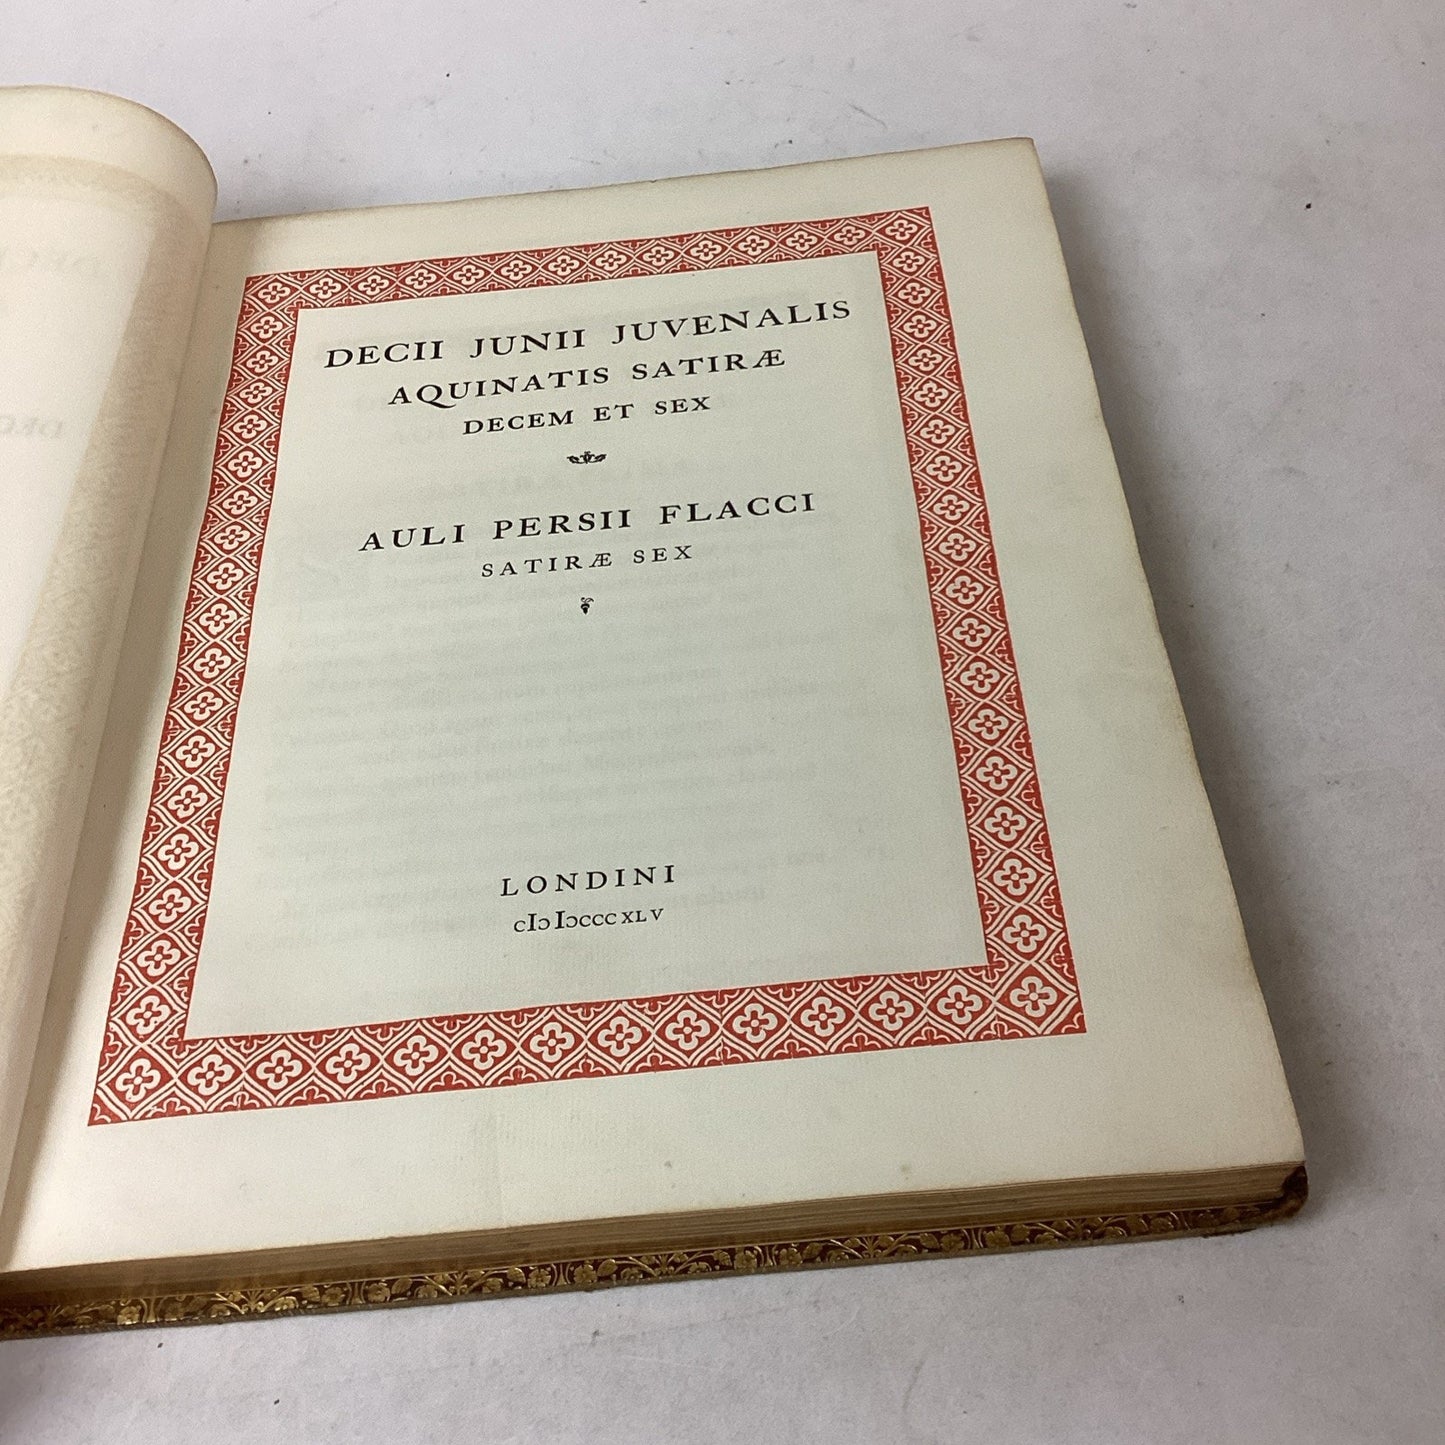 DECII JUNII JUVENALIS
AQUINATIS SATIRÆ
DECEM ET SEX
AULI PERSII FLACCI
SATIRÆ SEX
LONDINI
cIↄ Iↄccc XLV